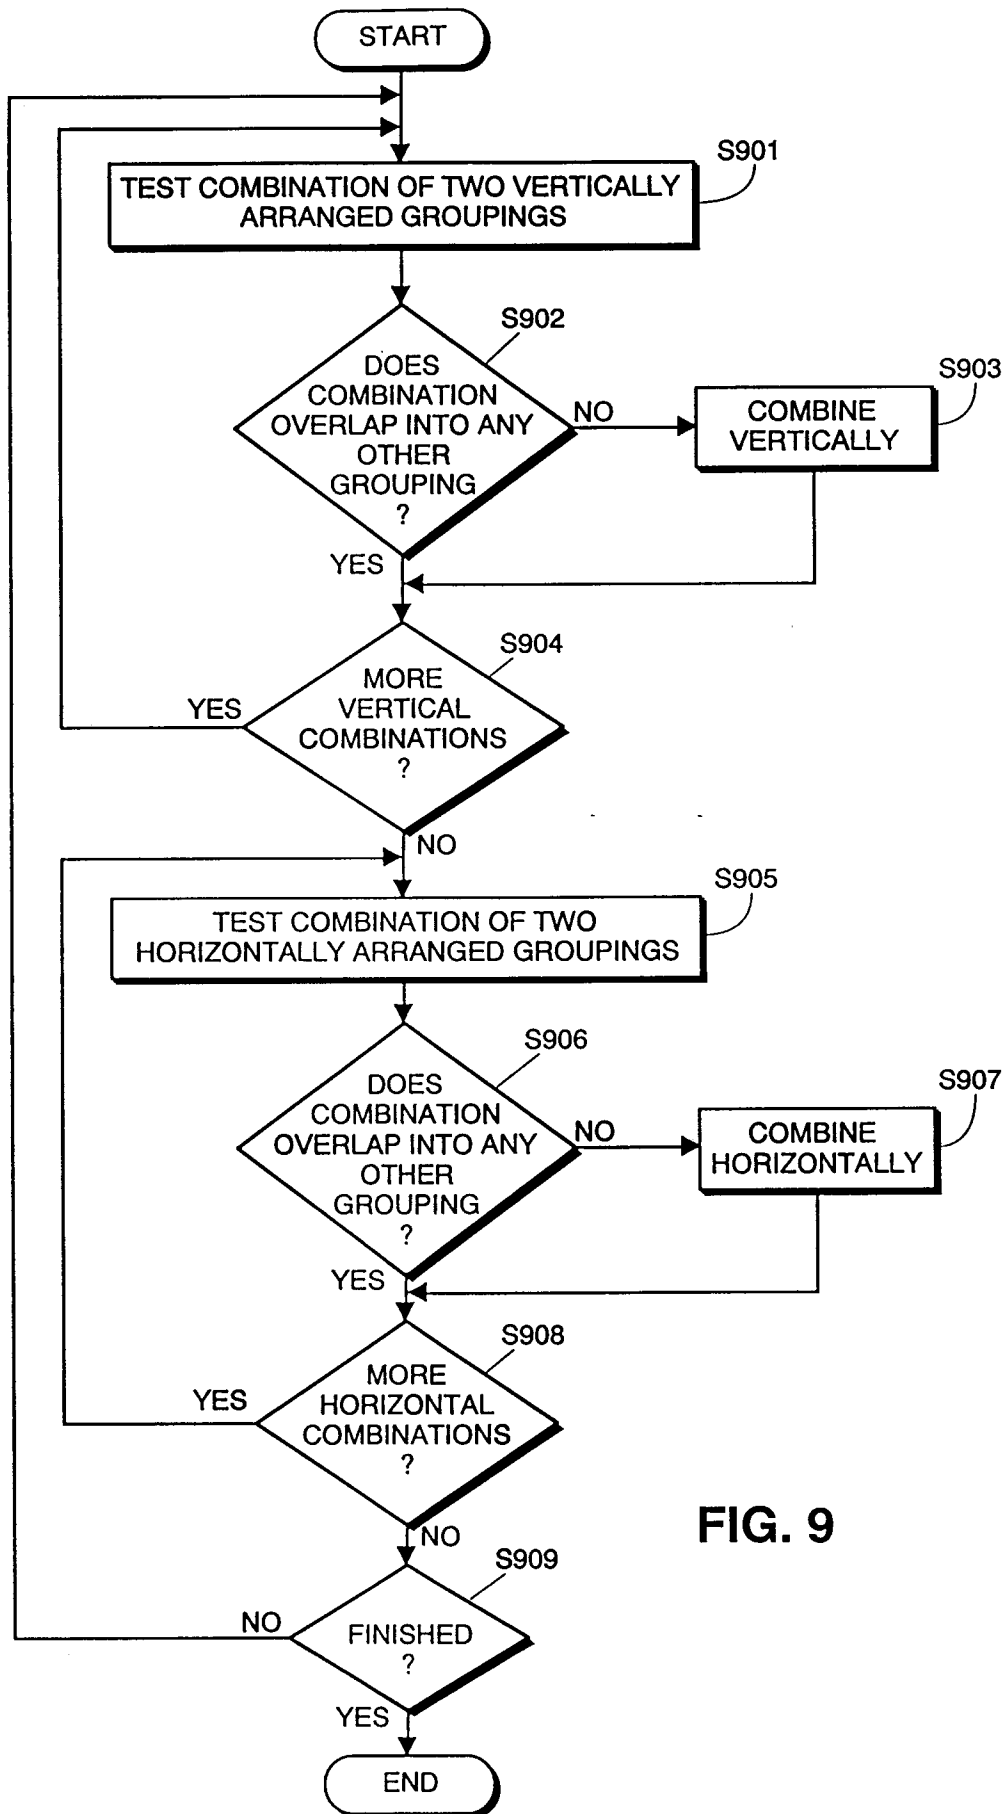 START
S901
TEST COMBINATION OF TWO VERTICALLY
ARRANGED GROUPINGS
S902
DOES
COMBINATION
OVERLAP INTO ANY
OTHER
GROUPING
?
NO
S903
COMBINE
VERTICALLY
YES
S904
MORE
VERTICAL
COMBINATIONS
?
YES
NO
S905
TEST COMBINATION OF TWO
HORIZONTALLY ARRANGED GROUPINGS
S906
DOES
COMBINATION
OVERLAP INTO ANY
OTHER
GROUPING
?
NO
S907
COMBINE
HORIZONTALLY
YES
S908
MORE
HORIZONTAL
COMBINATIONS
?
YES
NO
FIG. 9
S909
FINISHED
?
NO
YES
END